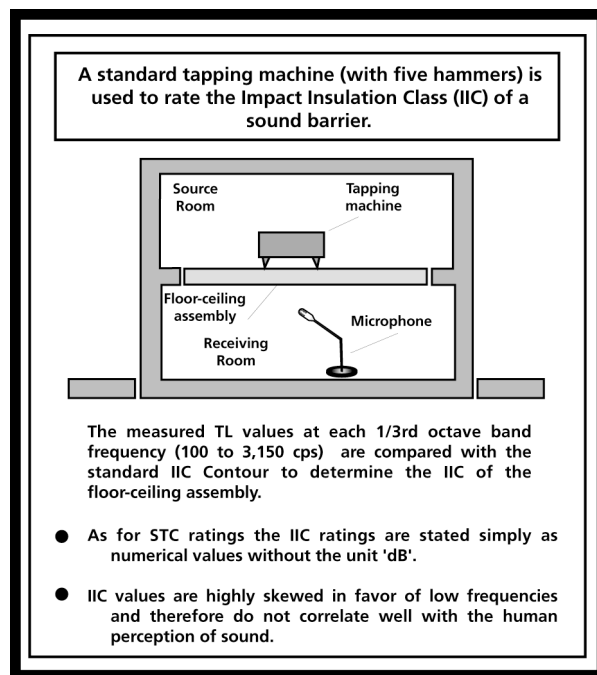 A standard tapping machine (with five hammers) is
used to rate the Impact Insulation Class (IIC) of a
sound barrier.
Source
Room
Tapping
machine
Floor-ceiling
assembly
Receiving
Room
Microphone
The measured TL values at each 1/3rd octave band
frequency (100 to 3,150 cps) are compared with the
standard IIC Contour to determine the IIC of the
floor-ceiling assembly.
● As for STC ratings the IIC ratings are stated simply as
numerical values without the unit 'dB'.
● IIC values are highly skewed in favor of low frequencies
and therefore do not correlate well with the human
perception of sound.